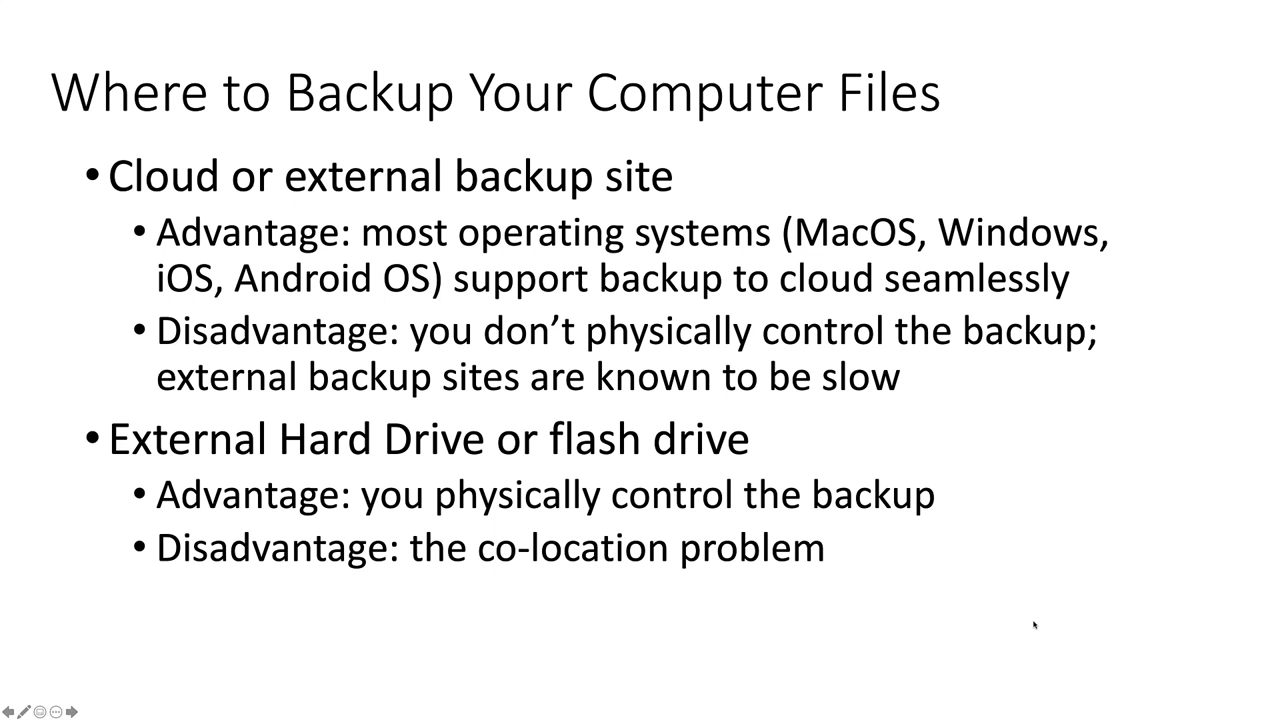 Where to Backup Your Computer Files
• Cloud or external backup site
• Advantage: most operating systems (MacOS, Windows,
iOS, Android OS) support backup to cloud seamlessly
• Disadvantage: you don’t physically control the backup;
external backup sites are known to be slow
• External Hard Drive or flash drive
• Advantage: you physically control the backup
• Disadvantage: the co-location problem